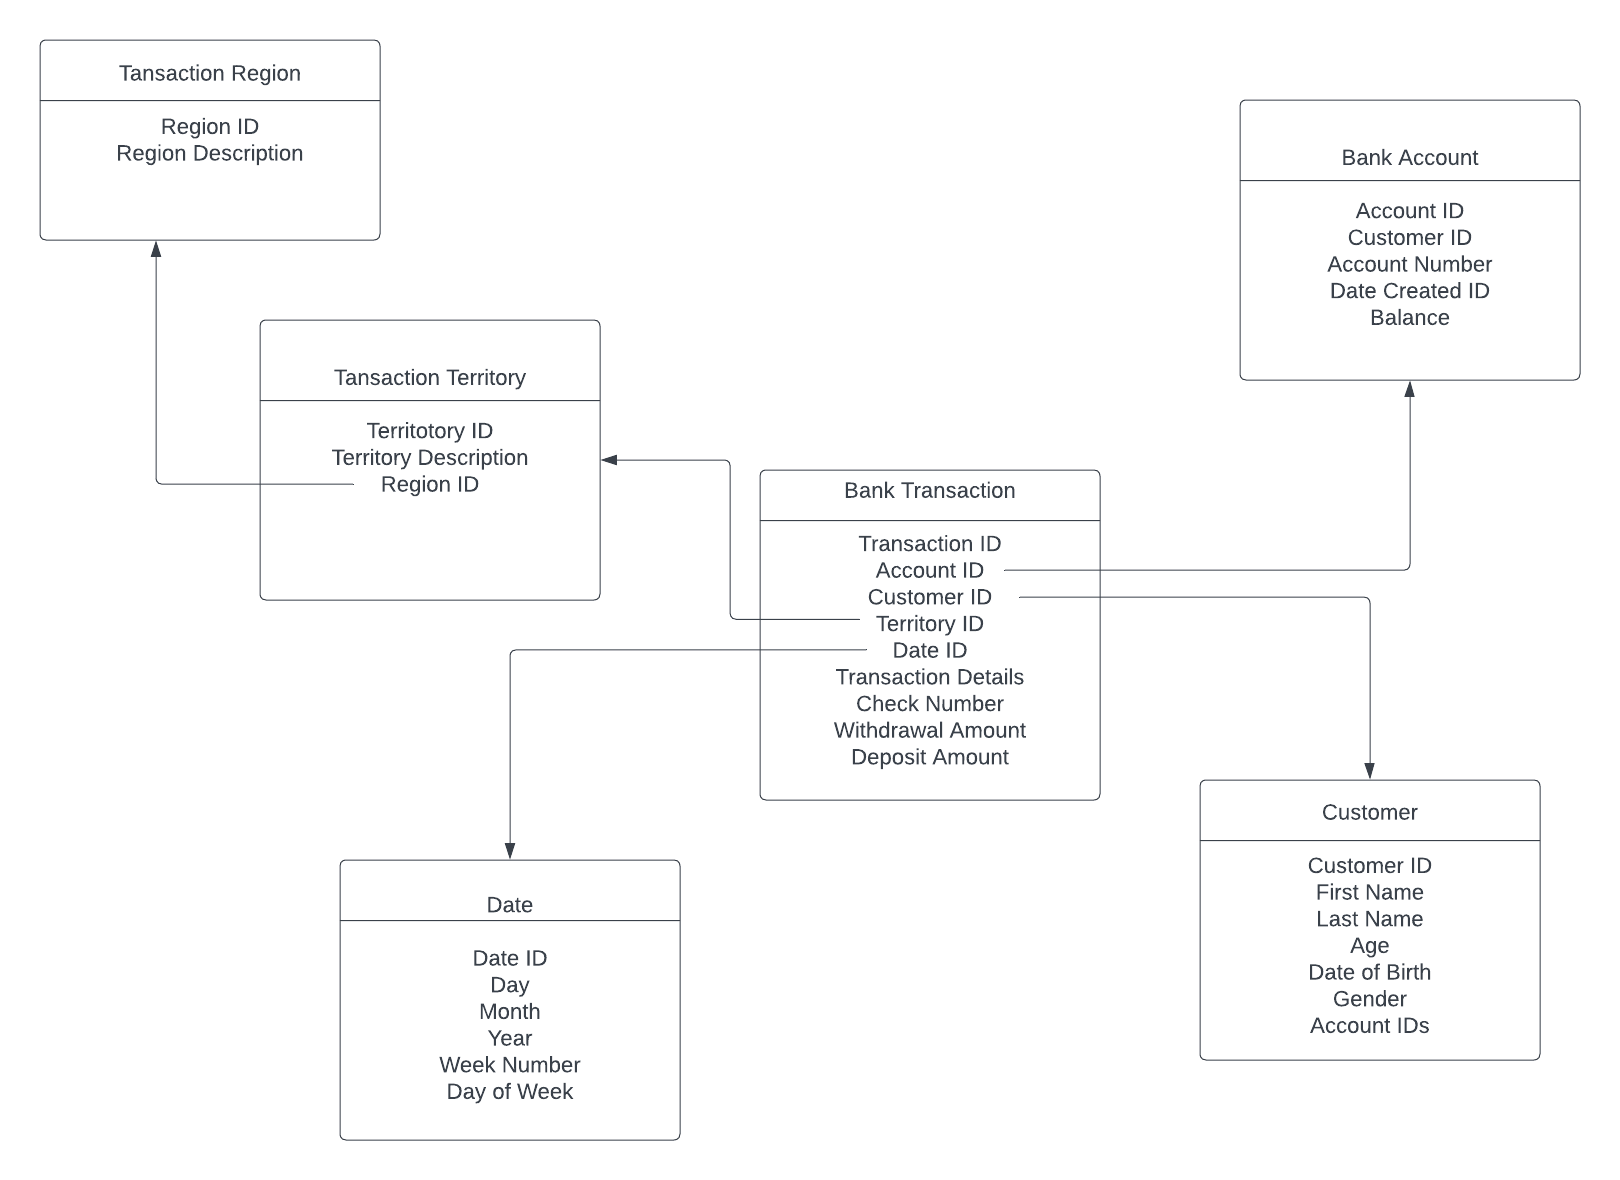 Tansaction Region
Region ID
Region Description
Bank Account
Account ID
Customer ID
Account Number
Date Created ID
Balance
Tansaction Territory
Territotory ID
Territory Description
Region ID
Bank Transaction
Transaction ID
Account ID
Customer ID
Territory ID
Date ID
Transaction Details
Check Number
Withdrawal Amount
Deposit Amount
Customer
Customer ID
First Name
Last Name
Age
Date of Birth
Gender
Account IDs
Date
Date ID
Day
Month
Year
Week Number
Day of Week